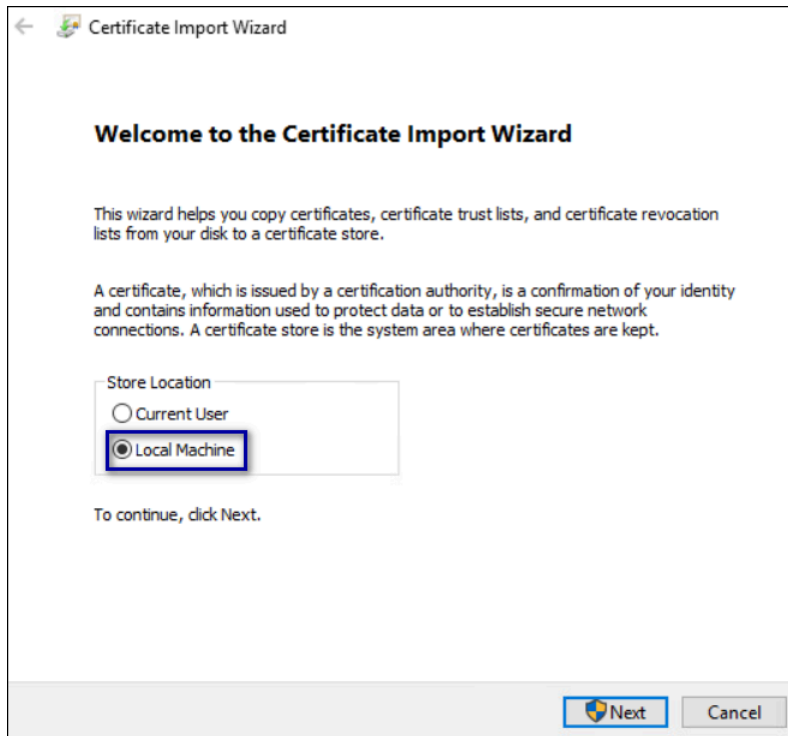 Certificate Import Wizard
Welcome to the Certificate Import Wizard
This wizard helps you copy certificates, certificate trust lists, and certificate revocation
lists from your disk to a certificate store.
A certificate, which is issued by a certification authority, is a confirmation of your identity
and contains information used to protect data or to establish secure network
connections. A certificate store is the system area where certificates are kept.
Store Location
Current User
Local Machine
To continue, click Next.
Next
Cancel